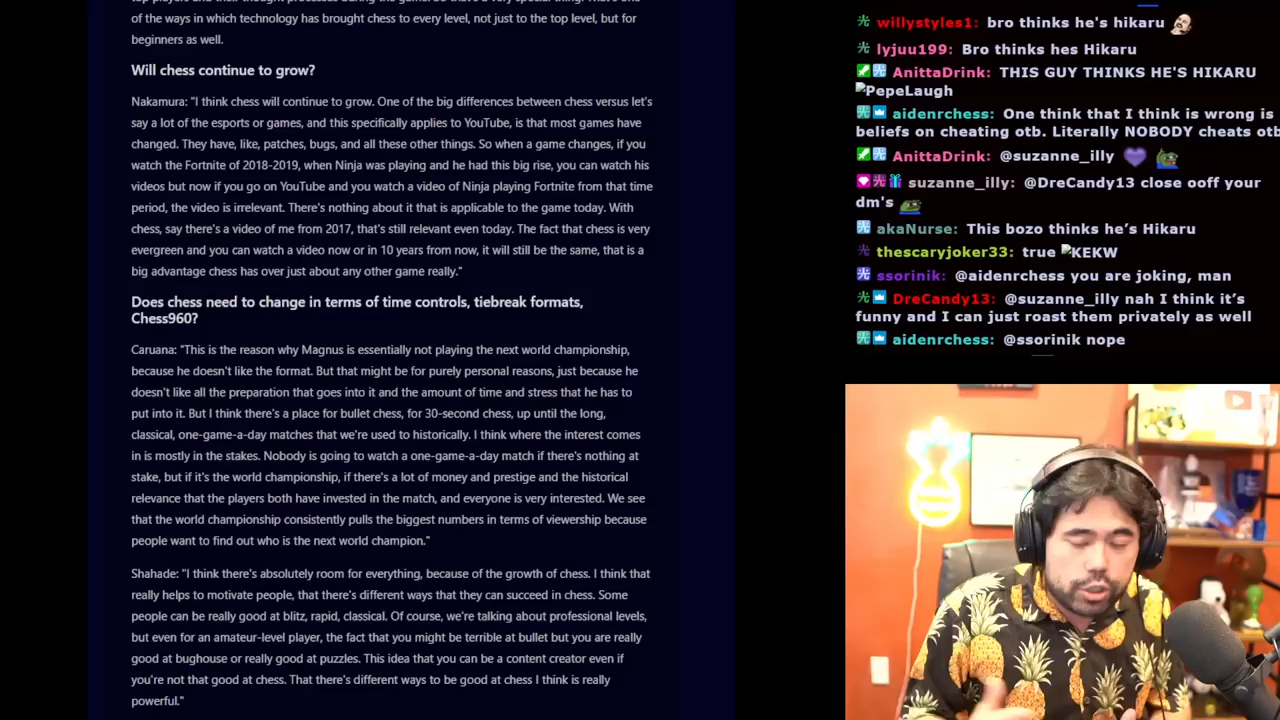 of the ways in which technology has brought chess to every level, not just to the top level, but for
beginners as well.
Will chess continue to grow?
Nakamura: "I think chess will continue to grow. One of the big differences between chess versus let's
say a lot of the esports or games, and this specifically applies to YouTube, is that most games have
changed. They have, like, patches, bugs, and all these other things. So when a game changes, if you
watch the Fortnite of 2018-2019, when Ninja was playing and he had this big rise, you can watch his
videos but now if you go on YouTube and you watch a video of Ninja playing Fortnite from that time
period, the video is irrelevant. There's nothing about it that is applicable to the game today. With
chess, say there's a video of me from 2017, that's still relevant even today. The fact that chess is very
evergreen and you can watch a video now or in 10 years from now, it will still be the same, that is a
big advantage chess has over just about any other game really."
Does chess need to change in terms of time controls, tiebreak formats,
Chess960?
Caruana: "This is the reason why Magnus is essentially not playing the next world championship,
because he doesn't like the format. But that might be for purely personal reasons, just because he
doesn't like all the preparation that goes into it and the amount of time and stress that he has to
put into it. But I think there's a place for bullet chess, for 30-second chess, up until the long,
classical, one-game-a-day matches that we're used to historically. I think where the interest comes
in is mostly in the stakes. Nobody is going to watch a one-game-a-day match if there's nothing at
stake, but if it's the world championship, if there's a lot of money and prestige and the historical
relevance that the players both have invested in the match, and everyone is very interested. We see
that the world championship consistently pulls the biggest numbers in terms of viewership because
people want to find out who is the next world champion."
Shahade: "I think there's absolutely room for everything, because of the growth of chess. I think that
really helps to motivate people, that there's different ways that they can succeed in chess. Some
people can be really good at blitz, rapid, classical. Of course, we're talking about professional levels,
but even for an amateur-level player, the fact that you might be terrible at bullet but you are really
good at bughouse or really good at puzzles. This idea that you can be a content creator even if
you're not that good at chess. That there's different ways to be good at chess I think is really
powerful."
willystyles1: bro thinks he's hikaru
lyjuu199: Bro thinks hes Hikaru
AnittaDrink: THIS GUY THINKS HE'S HIKARU
PepeLaugh
aidenrchess: One think that I think is wrong is
beliefs on cheating otb. Literally NOBODY cheats otb
AnittaDrink: @suzanne_illy
suzanne_illy: @DreCandy13 close ooff your
dm's
akaNurse: This bozo thinks he's Hikaru
thescaryjoker33: true KEKW
ssorinik: @aidenrchess you are joking, man
DreCandy13: @suzanne_illy nah I think it's
funny and I can just roast them privately as well
aidenrchess: @ssorinik nope